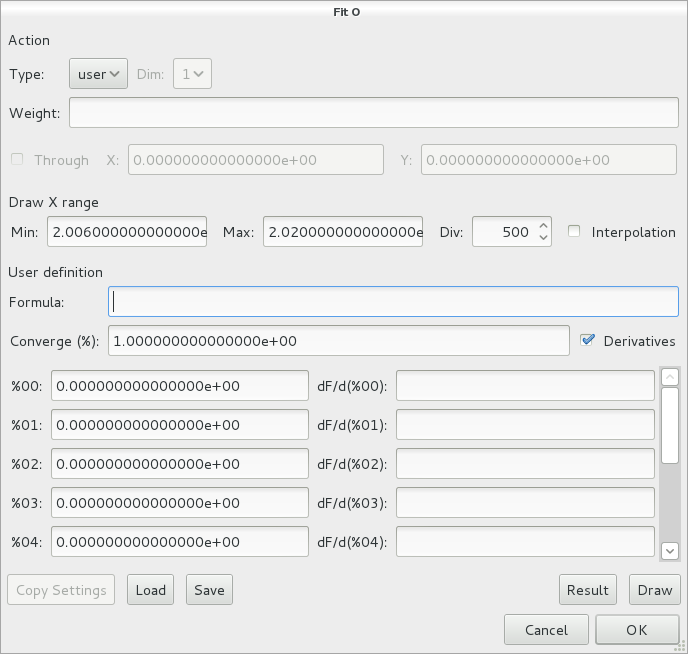 Fit 0
Action
Type: user Dim: 1
Weight:
Through X: 0.000000000000000e+00 Y: 0.000000000000000e+00
Draw X range
Min: 2.006000000000000e Max: 2.020000000000000e Div: 500 Interpolation
User definition
Formula:
Converge (%): 1.000000000000000e+00 Derivatives
%00: 0.000000000000000e+00 dF/d(%00):
%01: 0.000000000000000e+00 dF/d(%01):
%02: 0.000000000000000e+00 dF/d(%02):
%03: 0.000000000000000e+00 dF/d(%03):
%04: 0.000000000000000e+00 dF/d(%04):
Copy Settings Load Save Result Draw
Cancel OK